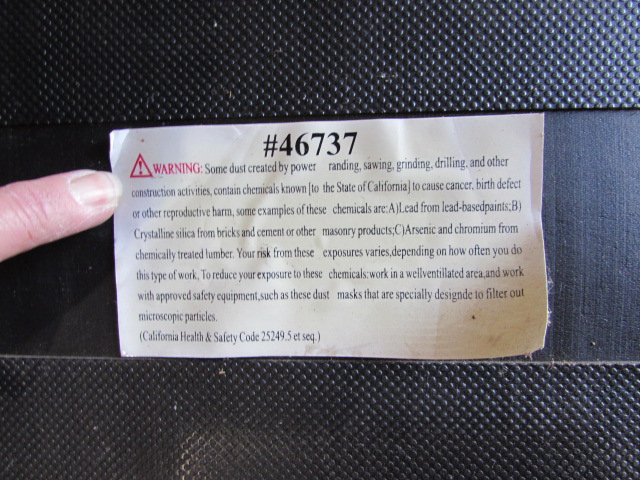 #46737
WARNING: Some dust created by power randing, sawing, grinding, drilling, and other
construction activities, contain chemicals known [to the State of California] to cause cancer, birth defect
or other reproductive harm, some examples of these chemicals are:A)Lead from lead-basedpaints;B)
Crystalline silica from bricks and cement or other masonry products;C)Arsenic and chromium from
chemically treated lumber. Your risk from these exposures varies,depending on how often you do
this type of work, To reduce your exposure to these chemicals:work in a wellventillated area,and work
with approved safety equipment,such as these dust masks that are specially designde to filter out
microscopic particles.
(California Health & Safety Code 25249.5 et seq.)